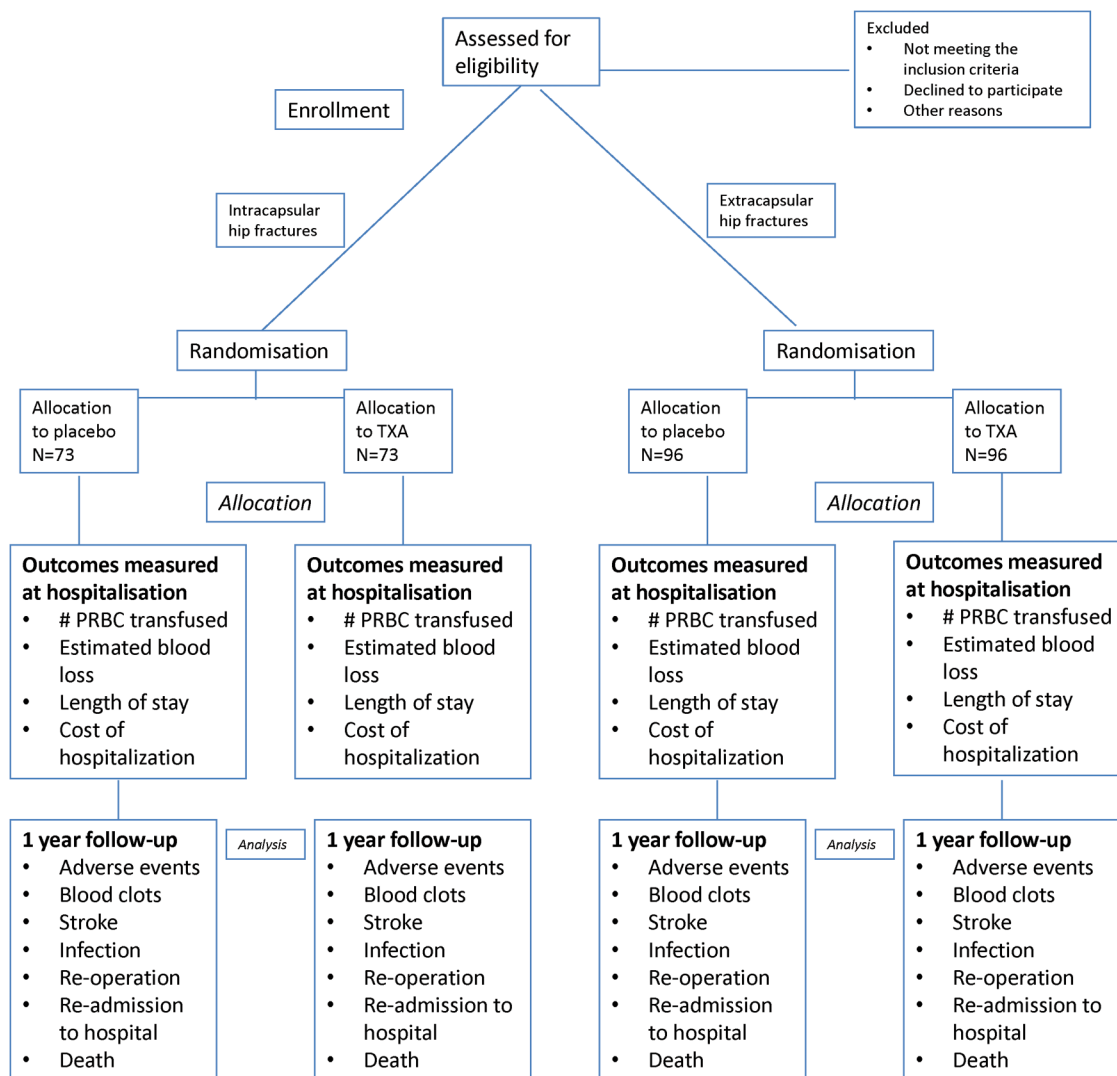 Assessed for
eligibility
Excluded
• Not meeting the
inclusion criteria
• Declined to participate
• Other reasons
Enrollment
Intracapsular
hip fractures
Extracapsular
hip fractures
Randomisation
Randomisation
Allocation
to placebo
N=73
Allocation
to TXA
N=73
Allocation
to placebo
N=96
Allocation
to TXA
N=96
Allocation
Allocation
Outcomes measured
at hospitalisation
• # PRBC transfused
• Estimated blood
loss
• Length of stay
• Cost of
hospitalization
Outcomes measured
at hospitalisation
• # PRBC transfused
• Estimated blood
loss
• Length of stay
• Cost of
hospitalization
Outcomes measured
at hospitalisation
• # PRBC transfused
• Estimated blood
loss
• Length of stay
• Cost of
hospitalization
Outcomes measured
at hospitalisation
• # PRBC transfused
• Estimated blood
loss
• Length of stay
• Cost of
hospitalization
1 year follow-up
• Adverse events
• Blood clots
• Stroke
• Infection
• Re-operation
• Re-admission
to hospital
• Death
Analysis
1 year follow-up
• Adverse events
• Blood clots
• Stroke
• Infection
• Re-operation
• Re-admission to
hospital
• Death
1 year follow-up
• Adverse events
• Blood clots
• Stroke
• Infection
• Re-operation
• Re-admission
to hospital
• Death
Analysis
1 year follow-up
• Adverse events
• Blood clots
• Stroke
• Infection
• Re-operation
• Re-admission to
hospital
• Death